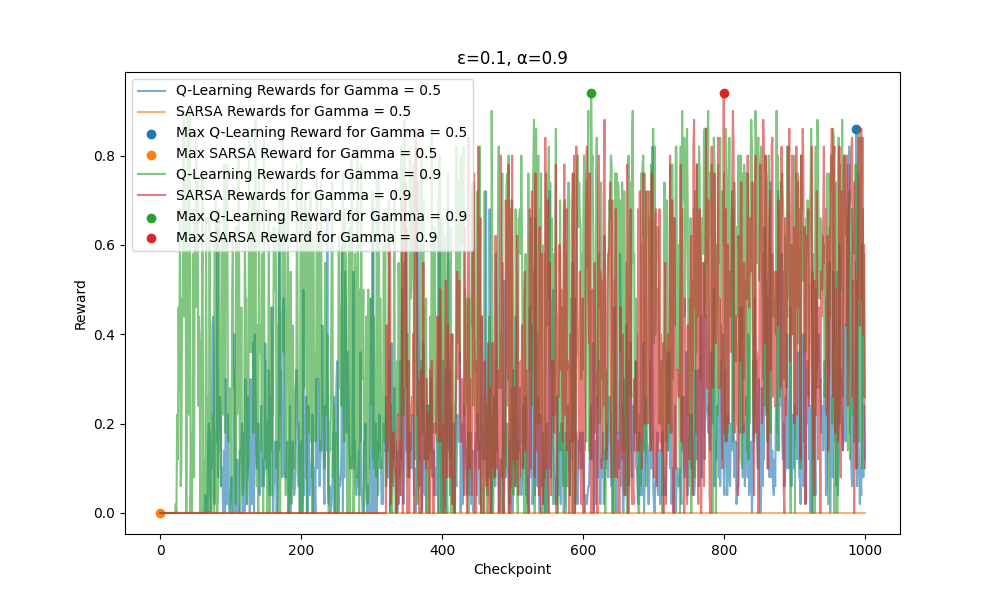 ε=0.1, α=0.9
Q-Learning Rewards for Gamma = 0.5
SARSA Rewards for Gamma = 0.5
Max Q-Learning Reward for Gamma = 0.5
Max SARSA Reward for Gamma = 0.5
Q-Learning Rewards for Gamma = 0.9
SARSA Rewards for Gamma = 0.9
Max Q-Learning Reward for Gamma = 0.9
Max SARSA Reward for Gamma = 0.9
Reward
0.8
0.6
0.4
0.2
0.0
0 200 400 600 800 1000
Checkpoint